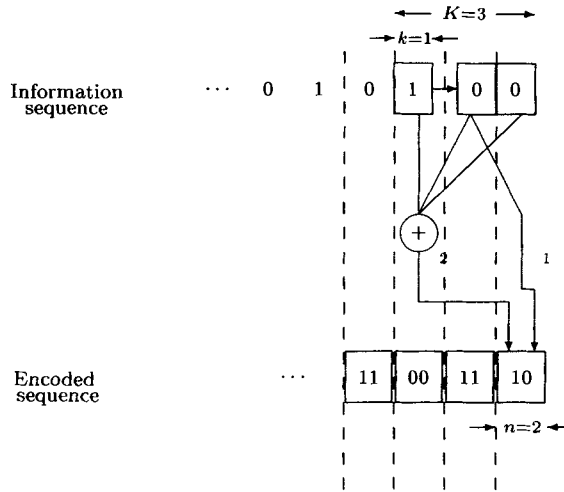 K=3
k=1
Information
sequence
... 0 1 0 1 0 0
+
2 1
Encoded
sequence
... 11 00 11 10
n=2